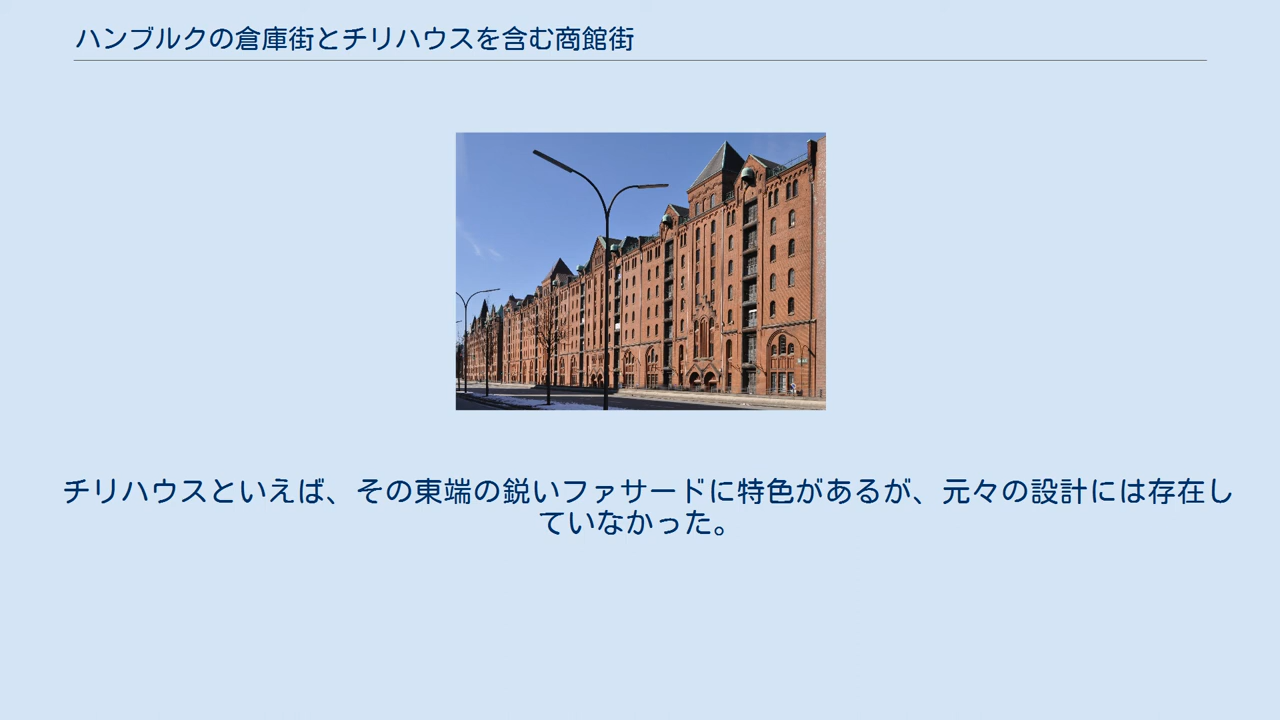 ハンブルクの倉庫街とチリハウスを含む商館街
チリハウスといえば、その東端の鋭いファサードに特色があるが、元々の設計には存在し
ていなかった。